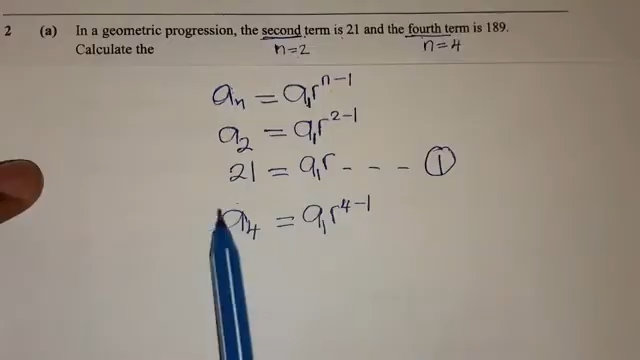 2 (a) In a geometric progression, the second term is 21 and the fourth term is 189.
Calculate the n=2 n=4
aₙ = a₁rⁿ⁻¹
a₂ = a₁r²⁻¹
21 = a₁r - - - ①
a₄ = a₁r⁴⁻¹